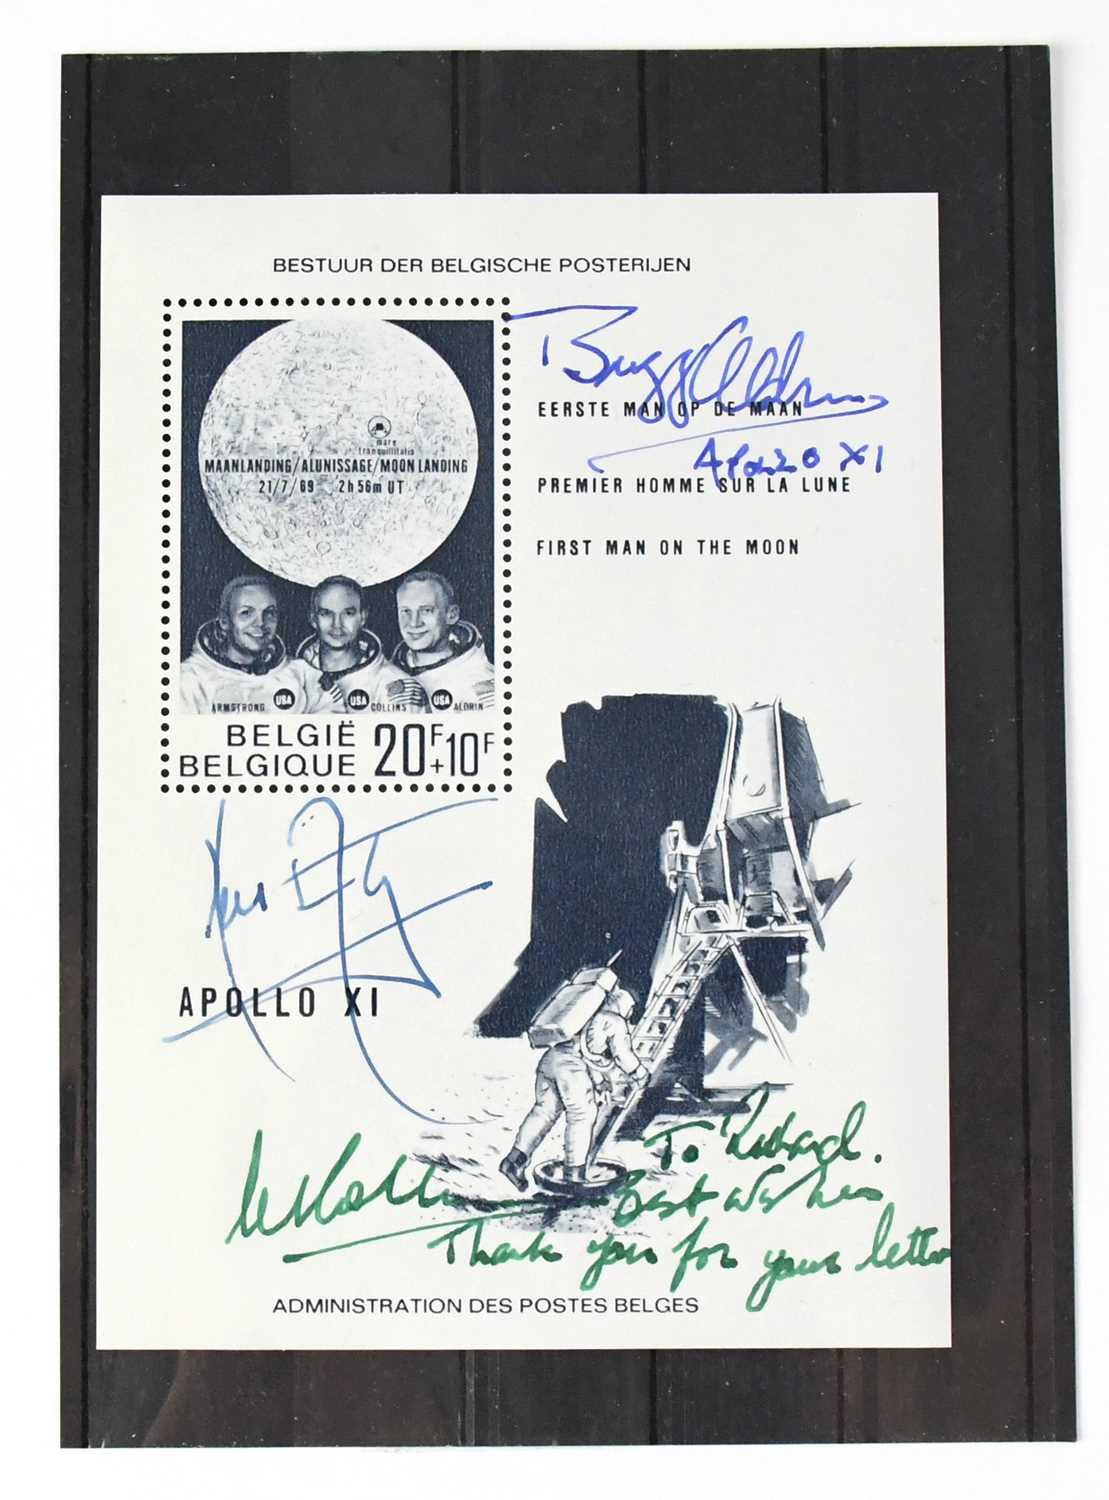 BESTUUR DER BELGISCHE POSTERIJEN
mare
tranquillitatis
MAANLANDING/ALUNISSAGE/MOON LANDING
21/7/69 2h56m UT
ARMSTRONG USA USA COLLINS USA ALDRIN
BELGIË
BELGIQUE 20F+10F
Buzz Aldrin
EERSTE MAN OP DE MAAN
Apollo XI
PREMIER HOMME SUR LA LUNE
FIRST MAN ON THE MOON
APOLLO XI
To Richard.
M Collins
Best Wishes
Thank you for your letter
ADMINISTRATION DES POSTES BELGES